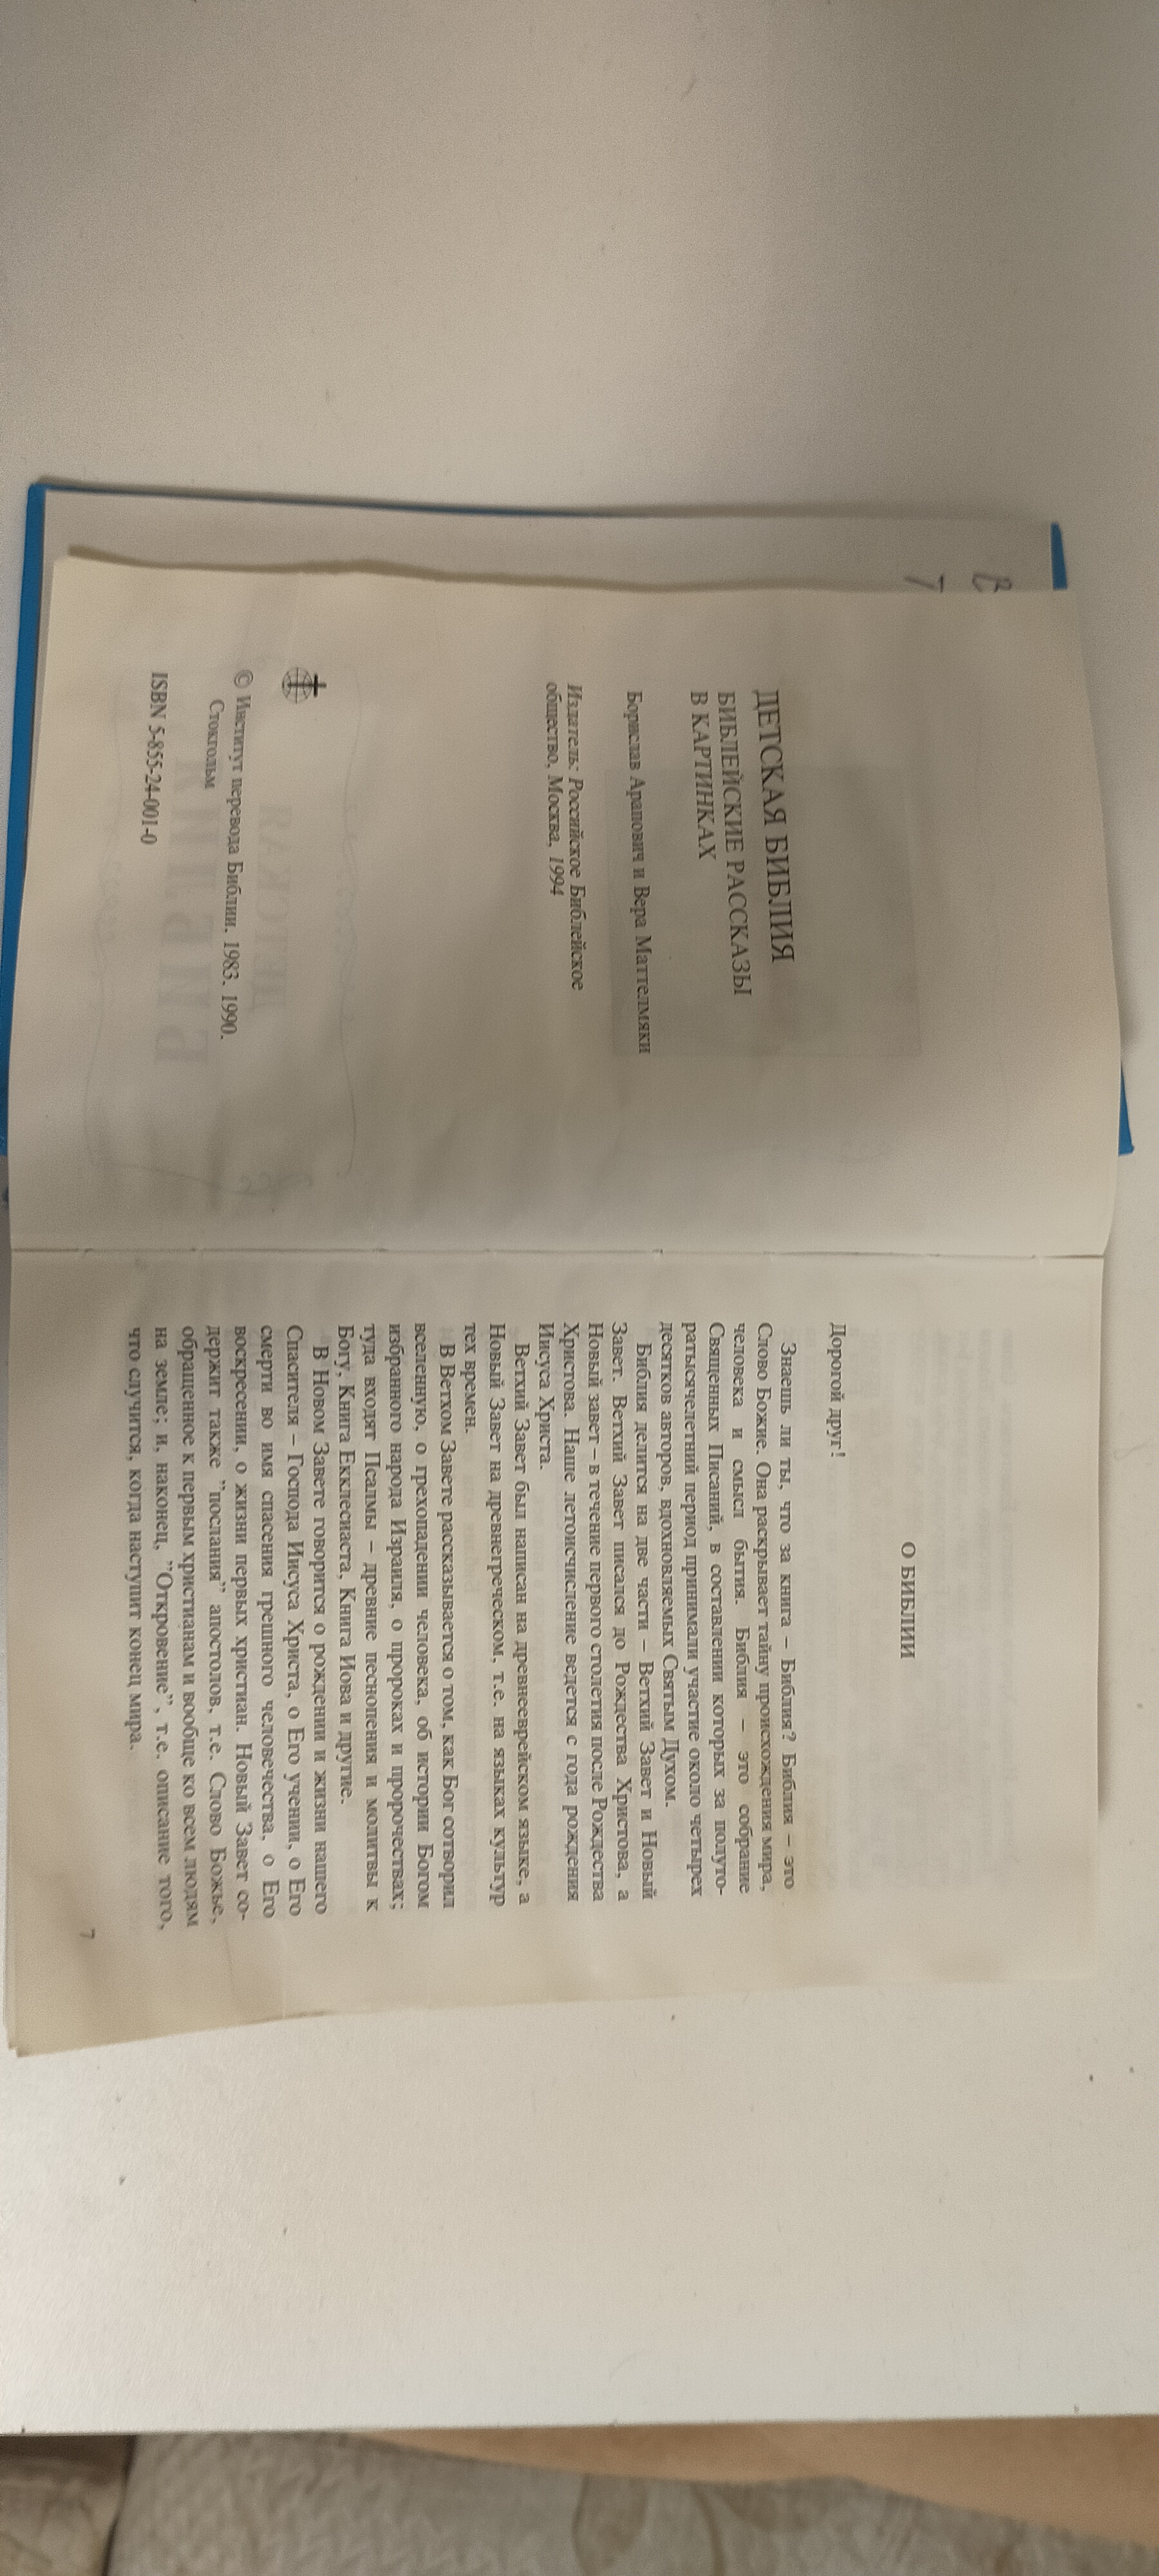 ДЕТСКАЯ БИБЛИЯ
БИБЛЕЙСКИЕ РАССКАЗЫ
В КАРТИНКАХ
Борислав Арапович и Вера Маттелмяки
Издатель: Российское Библейское
общество, Москва, 1994
© Институт перевода Библии, 1983, 1990.
Стокгольм
ISBN 5-855-24-001-0
О БИБЛИИ
Дорогой друг!
Знаешь ли ты, что за книга – Библия? Библия – это
Слово Божие. Она раскрывает тайну происхождения мира,
человека и смысл бытия. Библия – это собрание
Священных Писаний, в составлении которых за полуто-
ратысячелетний период принимали участие около четырех
десятков авторов, вдохновляемых Святым Духом.
Библия делится на две части – Ветхий Завет и Новый
Завет. Ветхий Завет писался до Рождества Христова, а
Новый завет – в течение первого столетия после Рождества
Христова. Наше летоисчисление ведется с года рождения
Иисуса Христа.
Ветхий Завет был написан на древнееврейском языке, а
Новый Завет на древнегреческом, т.е. на языках культур
тех времен.
В Ветхом Завете рассказывается о том, как Бог сотворил
вселенную, о грехопадении человека, об истории Богом
избранного народа Израиля, о пророках и пророчествах;
туда входят Псалмы – древние песнопения и молитвы к
Богу, Книга Екклесиаста, Книга Иова и другие.
В Новом Завете говорится о рождении и жизни нашего
Спасителя – Господа Иисуса Христа, о Его учении, о Его
смерти во имя спасения грешного человечества, о Его
воскресении, о жизни первых христиан. Новый Завет со-
держит также ”послания” апостолов, т.е. Слово Божье,
обращенное к первым христианам и вообще ко всем людям
на земле; и, наконец, ”Откровение”, т.е. описание того,
что случится, когда наступит конец мира.
7